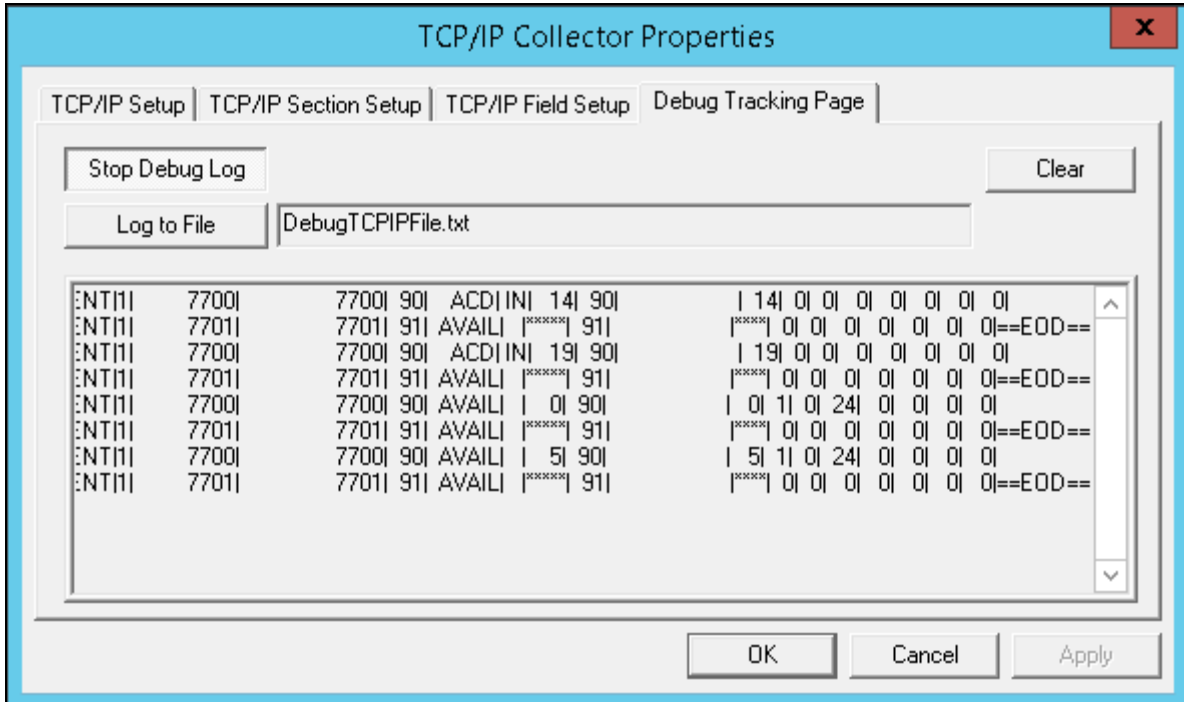 TCP/IP Collector Properties
x
TCP/IP Setup TCP/IP Section Setup TCP/IP Field Setup Debug Tracking Page
Stop Debug Log Clear
Log to File DebugTCPIPFile.txt
ENT|1| 7700| 7700| 90| ACD| IN| 14| 90| | 14| 0| 0| 0| 0| 0| 0| 0|
ENT|1| 7701| 7701| 91| AVAIL| |*****| 91| |****| 0| 0| 0| 0| 0| 0| 0|==EOD==
ENT|1| 7700| 7700| 90| ACD| IN| 19| 90| | 19| 0| 0| 0| 0| 0| 0| 0|
ENT|1| 7701| 7701| 91| AVAIL| |*****| 91| |****| 0| 0| 0| 0| 0| 0| 0|==EOD==
ENT|1| 7700| 7700| 90| AVAIL| | 0| 90| | 0| 1| 0| 24| 0| 0| 0| 0|
ENT|1| 7701| 7701| 91| AVAIL| |*****| 91| |****| 0| 0| 0| 0| 0| 0| 0|==EOD==
ENT|1| 7700| 7700| 90| AVAIL| | 5| 90| | 5| 1| 0| 24| 0| 0| 0| 0|
ENT|1| 7701| 7701| 91| AVAIL| |*****| 91| |****| 0| 0| 0| 0| 0| 0| 0|==EOD==
OK Cancel Apply